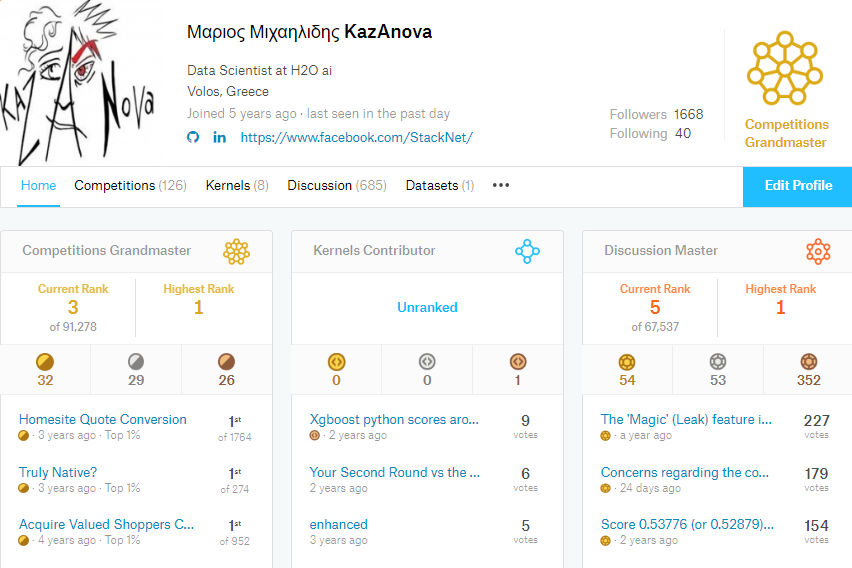 KAZANova
Μαριος Μιχαηλιδης KazAnova
Data Scientist at H2O ai
Volos, Greece
Joined 5 years ago · last seen in the past day
https://www.facebook.com/StackNet/
Followers 1668
Following 40
Competitions
Grandmaster
Home Competitions (126) Kernels (8) Discussion (685) Datasets (1) •••
Edit Profile
Competitions Grandmaster
Current Rank
3
of 91,278
Highest Rank
1
32 29 26
Homesite Quote Conversion
3 years ago · Top 1%
1st
of 1764
Truly Native?
3 years ago · Top 1%
1st
of 274
Acquire Valued Shoppers C...
4 years ago · Top 1%
1st
of 952
Kernels Contributor
Unranked
0 0 1
Xgboost python scores aro...
· 2 years ago
9
votes
Your Second Round vs the ...
2 years ago
6
votes
enhanced
3 years ago
5
votes
Discussion Master
Current Rank
5
of 67,537
Highest Rank
1
54 53 352
The 'Magic' (Leak) feature i...
· a year ago
227
votes
Concerns regarding the co...
· 24 days ago
179
votes
Score 0.53776 (or 0.52879)...
· 2 years ago
154
votes